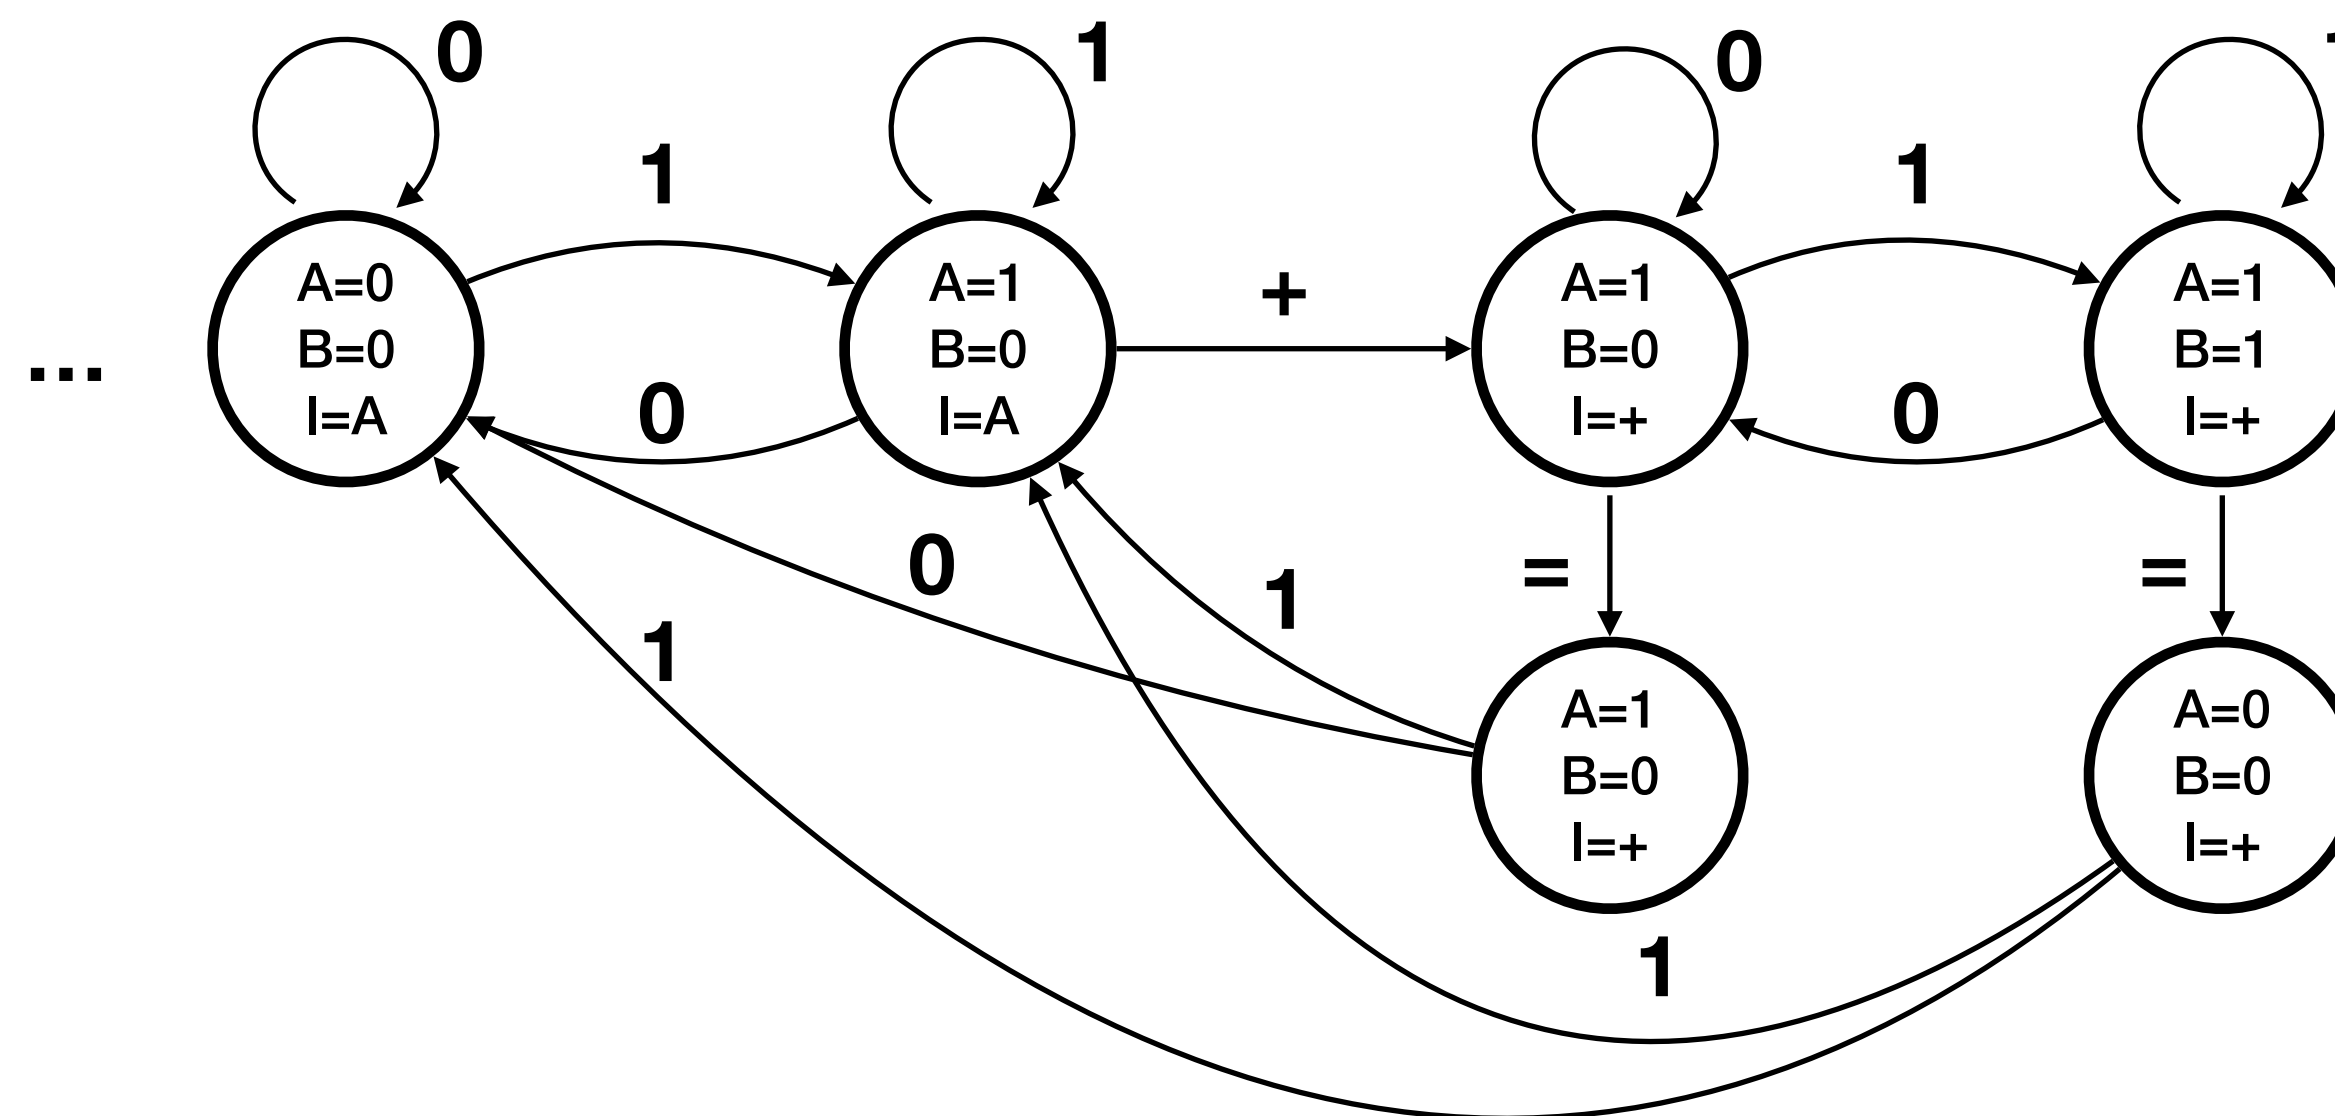 0
1
0
1
1
A=0
B=0
I=A
A=1
B=0
I=A
+
A=1
B=0
I=+
A=1
B=1
I=+
...
0
0
0
1
=
=
1
A=1
B=0
I=+
A=0
B=0
I=+
1